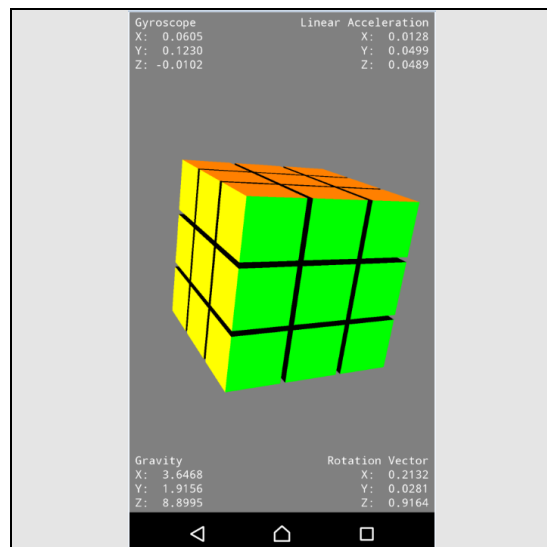 Gyroscope
X: 0.0605
Y: 0.1230
Z: -0.0102
Linear Acceleration
X: 0.0128
Y: 0.0499
Z: 0.0489
Gravity
X: 3.6468
Y: 1.9156
Z: 8.8995
Rotation Vector
X: 0.2132
Y: 0.0281
Z: 0.9164